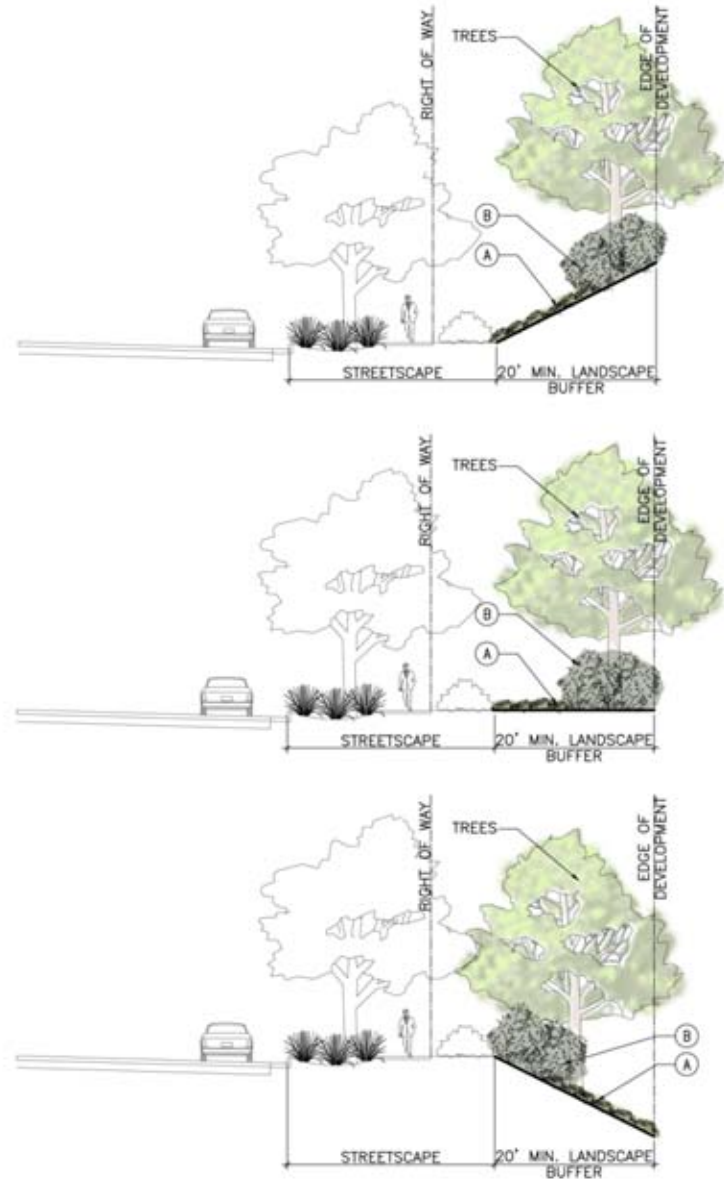 TREES
RIGHT OF WAY
EDGE OF
DEVELOPMENT
B
A
STREETSCAPE
20' MIN. LANDSCAPE
BUFFER
TREES
RIGHT OF WAY
EDGE OF
DEVELOPMENT
B
A
STREETSCAPE
20' MIN. LANDSCAPE
BUFFER
TREES
RIGHT OF WAY
EDGE OF
DEVELOPMENT
B
A
STREETSCAPE
20' MIN. LANDSCAPE
BUFFER